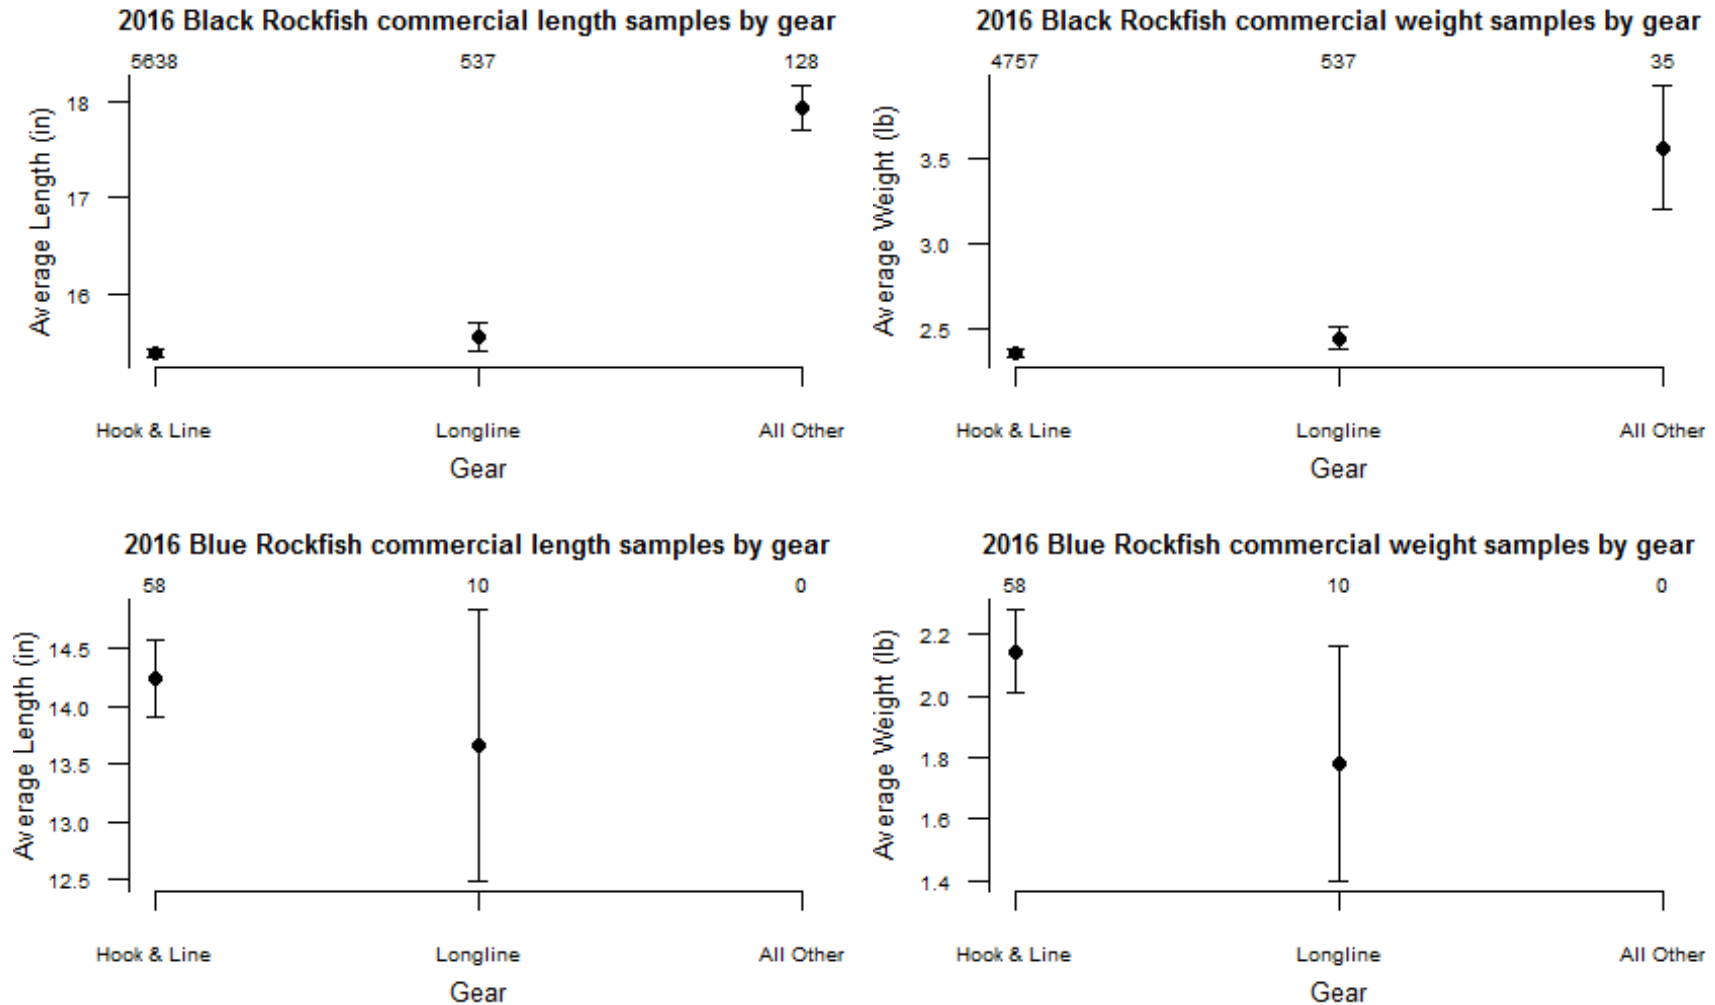 2016 Black Rockfish commercial length samples by gear
5638 537 128
Average Length (in)
18
17
16
Hook & Line Longline All Other
Gear
2016 Black Rockfish commercial weight samples by gear
4757 537 35
Average Weight (lb)
3.5
3.0
2.5
Hook & Line Longline All Other
Gear
2016 Blue Rockfish commercial length samples by gear
58 10 0
Average Length (in)
14.5
14.0
13.5
13.0
12.5
Hook & Line Longline All Other
Gear
2016 Blue Rockfish commercial weight samples by gear
58 10 0
Average Weight (lb)
2.2
2.0
1.8
1.6
1.4
Hook & Line Longline All Other
Gear